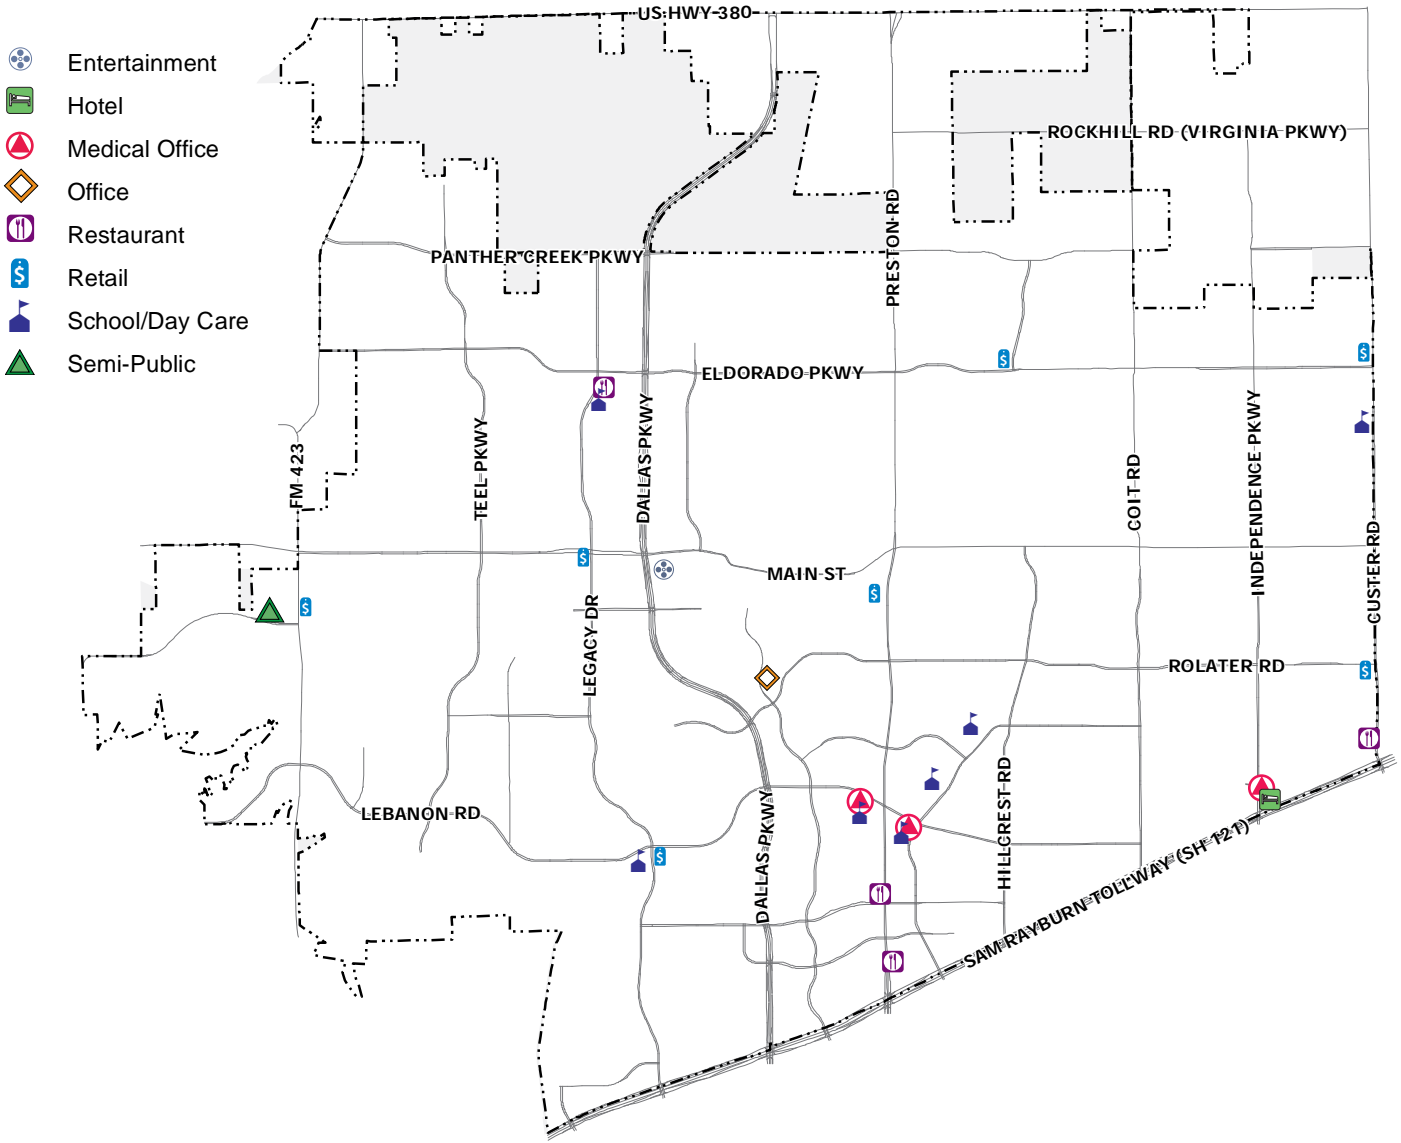 US HWY 380
Entertainment
Hotel
Medical Office
Office
Restaurant
Retail
School/Day Care
Semi-Public
ROCKHILL RD (VIRGINIA PKWY)
PRESTON RD
PANTHER CREEK PKWY
ELDORADO PKWY
FM 423
TEEL PKWY
DALLAS PKWY
COIT RD
INDEPENDENCE PKWY
CUSTER RD
MAIN ST
LEGACY DR
ROLATER RD
LEBANON RD
DALLAS PKWY
HILLCREST RD
SAM RAYBURN TOLLWAY (SH 121)